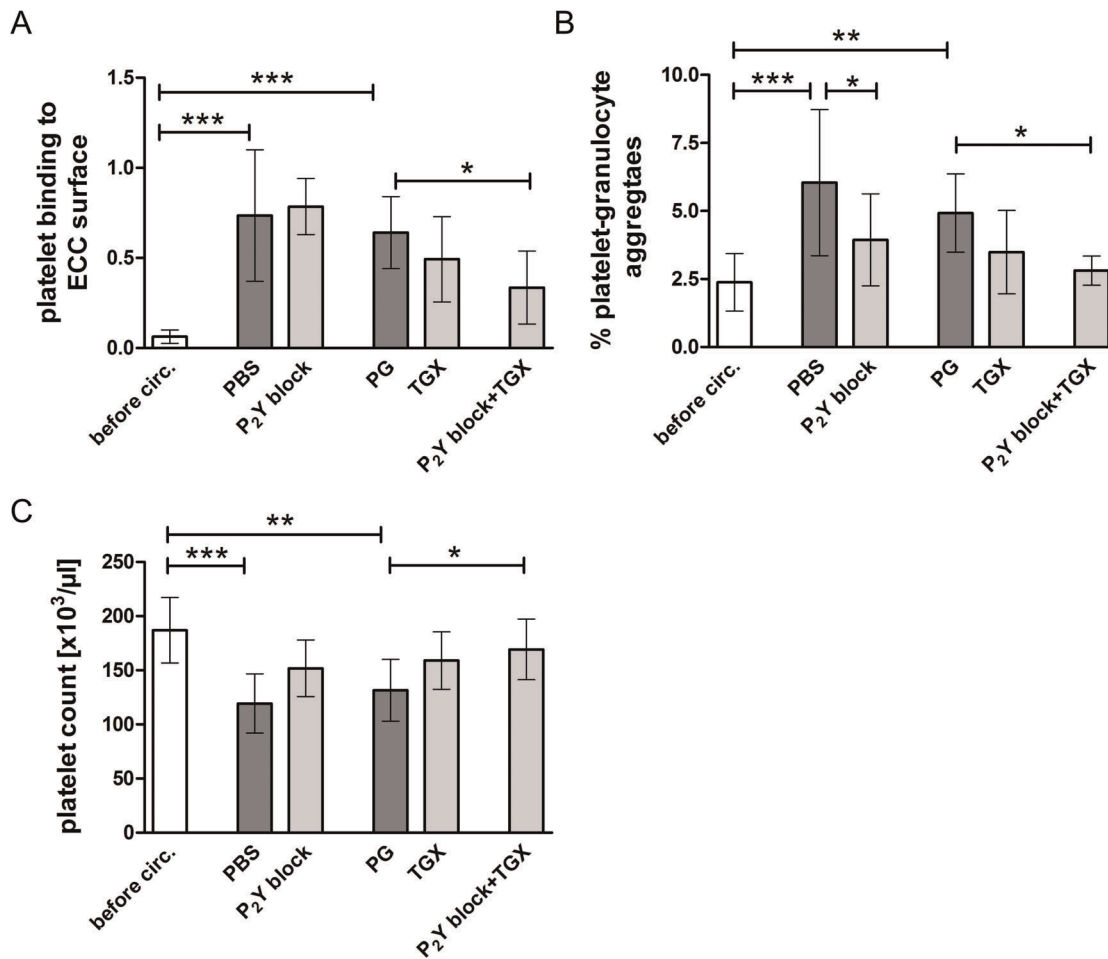 A
platelet binding to
ECC surface
1.5
1.0
0.5
0.0
***
***
*
before circ.
PBS
P2Y block
PG
TGX
P2Y block+TGX
B
% platelet-granulocyte
aggregtaes
10.0
7.5
5.0
2.5
0.0
**
***
*
*
before circ.
PBS
P2Y block
PG
TGX
P2Y block+TGX
C
platelet count [x10³/µl]
250
200
150
100
50
0
**
***
*
before circ.
PBS
P2Y block
PG
TGX
P2Y block+TGX